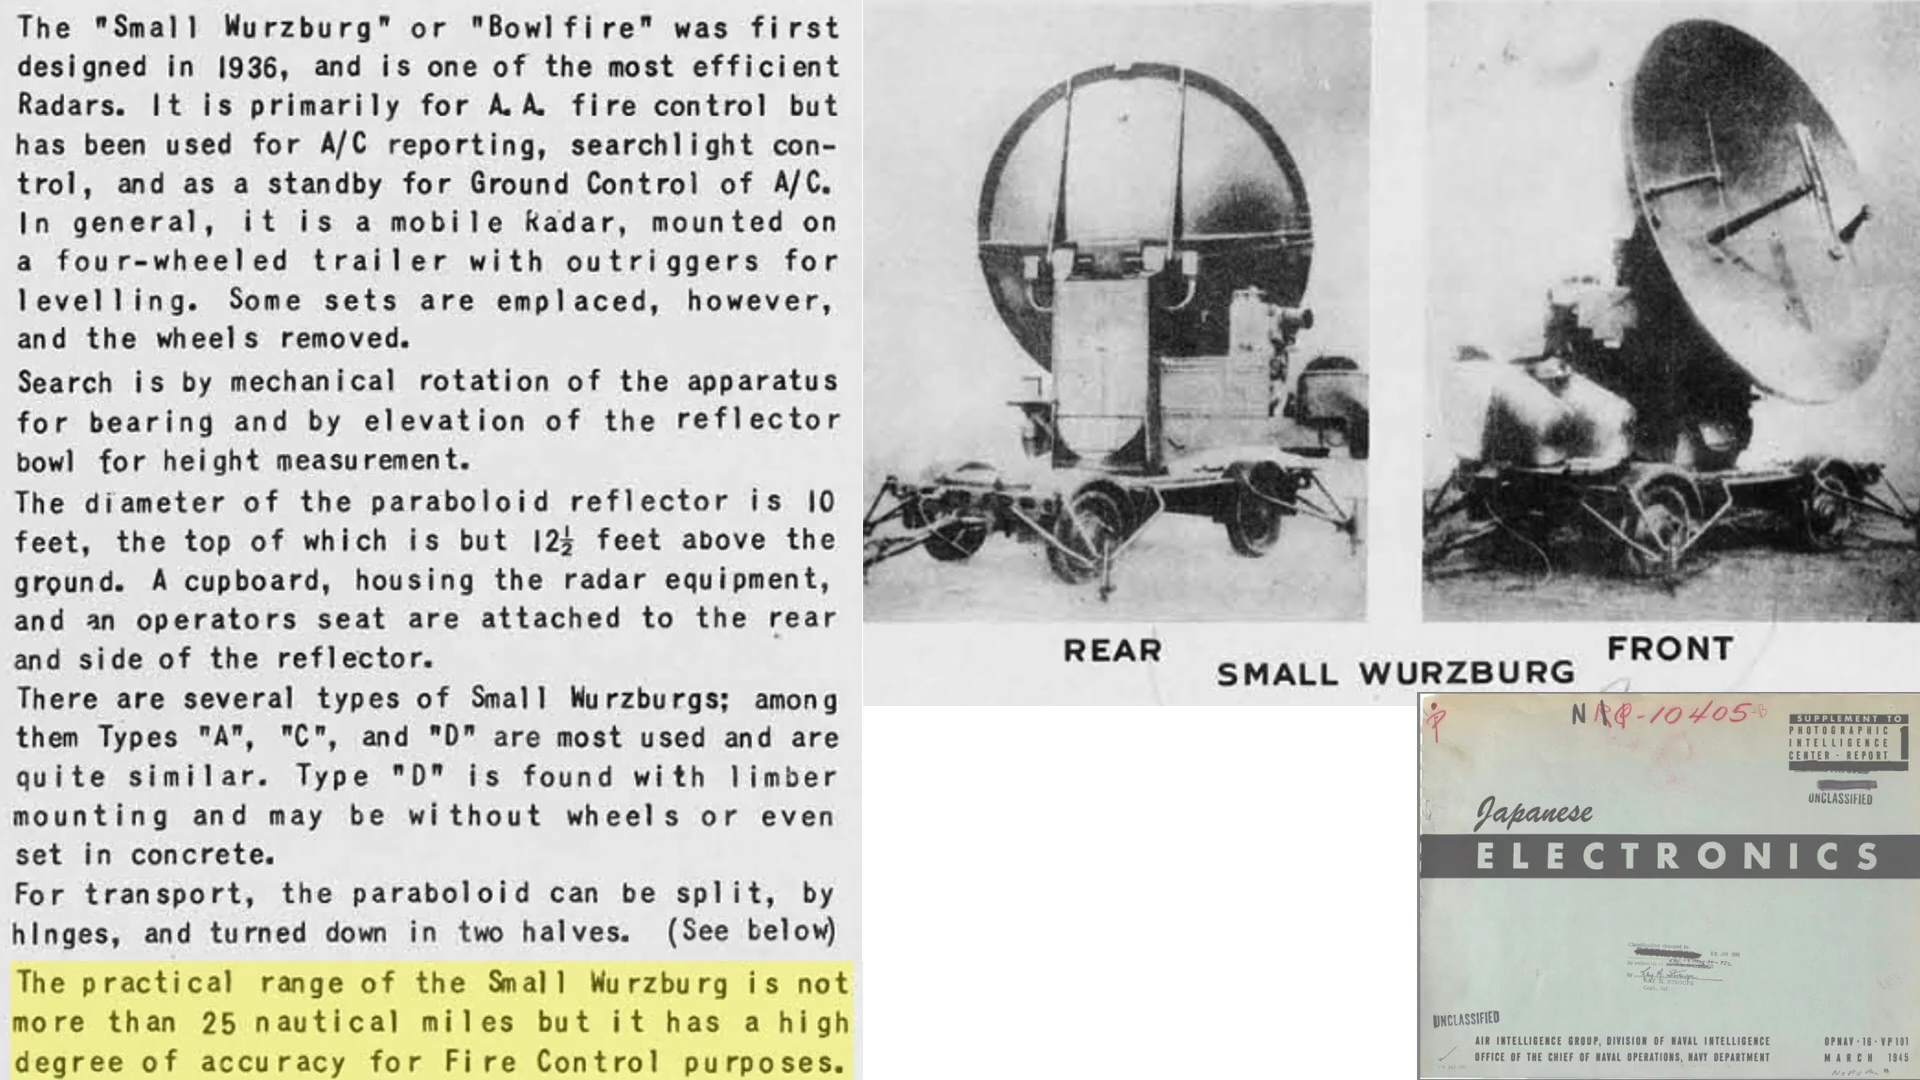 The "Small Wurzburg" or "Bowlfire" was first
designed in 1936, and is one of the most efficient
Radars. It is primarily for A.A. fire control but
has been used for A/C reporting, searchlight con-
trol, and as a standby for Ground Control of A/C.
In general, it is a mobile Radar, mounted on
a four-wheeled trailer with outriggers for
levelling. Some sets are emplaced, however,
and the wheels removed.
Search is by mechanical rotation of the apparatus
for bearing and by elevation of the reflector
bowl for height measurement.
The diameter of the paraboloid reflector is 10
feet, the top of which is but 12½ feet above the
ground. A cupboard, housing the radar equipment,
and an operators seat are attached to the rear
and side of the reflector.
There are several types of Small Wurzburgs; among
them Types "A", "C", and "D" are most used and are
quite similar. Type "D" is found with limber
mounting and may be without wheels or even
set in concrete.
For transport, the paraboloid can be split, by
hinges, and turned down in two halves. (See below)
The practical range of the Small Wurzburg is not
more than 25 nautical miles but it has a high
degree of accuracy for Fire Control purposes.
REAR
FRONT
SMALL WURZBURG
SUPPLEMENT TO
PHOTOGRAPHIC
INTELLIGENCE
CENTER - REPORT
1
UNCLASSIFIED
Japanese
ELECTRONICS
UNCLASSIFIED
AIR INTELLIGENCE GROUP, DIVISION OF NAVAL INTELLIGENCE
OFFICE OF THE CHIEF OF NAVAL OPERATIONS, NAVY DEPARTMENT
OPNAV-16-VP101
MARCH 1945